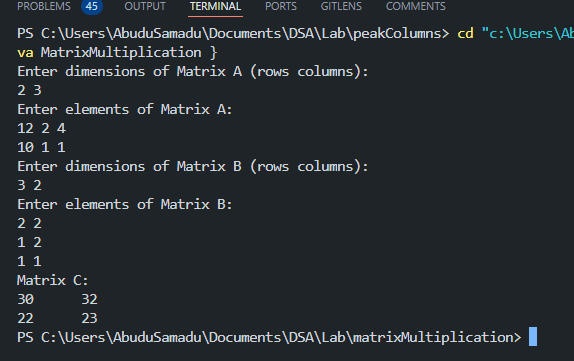 PROBLEMS 45 OUTPUT TERMINAL PORTS GITLENS COMMENTS
PS C:\Users\AbuduSamadu\Documents\DSA\Lab\peakColumns> cd "c:\Users\Ab
va MatrixMultiplication }
Enter dimensions of Matrix A (rows columns):
2 3
Enter elements of Matrix A:
12 2 4
10 1 1
Enter dimensions of Matrix B (rows columns):
3 2
Enter elements of Matrix B:
2 2
1 2
1 1
Matrix C:
30 32
22 23
PS C:\Users\AbuduSamadu\Documents\DSA\Lab\matrixMultiplication>